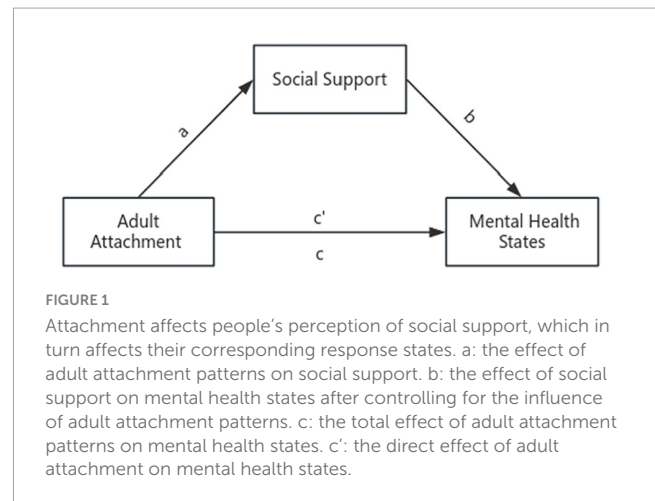 Social Support
a
b
Adult
Attachment
c'
c
Mental Health
States
FIGURE 1
Attachment affects people’s perception of social support, which in
turn affects their corresponding response states. a: the effect of
adult attachment patterns on social support. b: the effect of social
support on mental health states after controlling for the influence
of adult attachment patterns. c: the total effect of adult attachment
patterns on mental health states. c′: the direct effect of adult
attachment on mental health states.